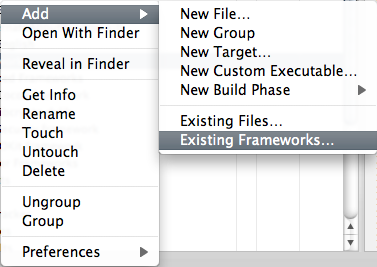 Add
Open With Finder
Reveal in Finder
Get Info
Rename
Touch
Untouch
Delete
Ungroup
Group
Preferences
New File...
New Group
New Target...
New Custom Executable...
New Build Phase
Existing Files...
Existing Frameworks...